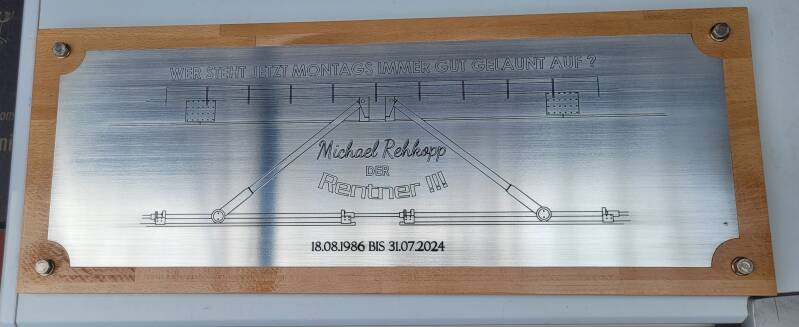 WER STEHT JETZT MONTAGS IMMER GUT GELAUNT AUF ?
Michael Rehkopp
DER
Rentner !!!
18.08.1986 BIS 31.07.2024